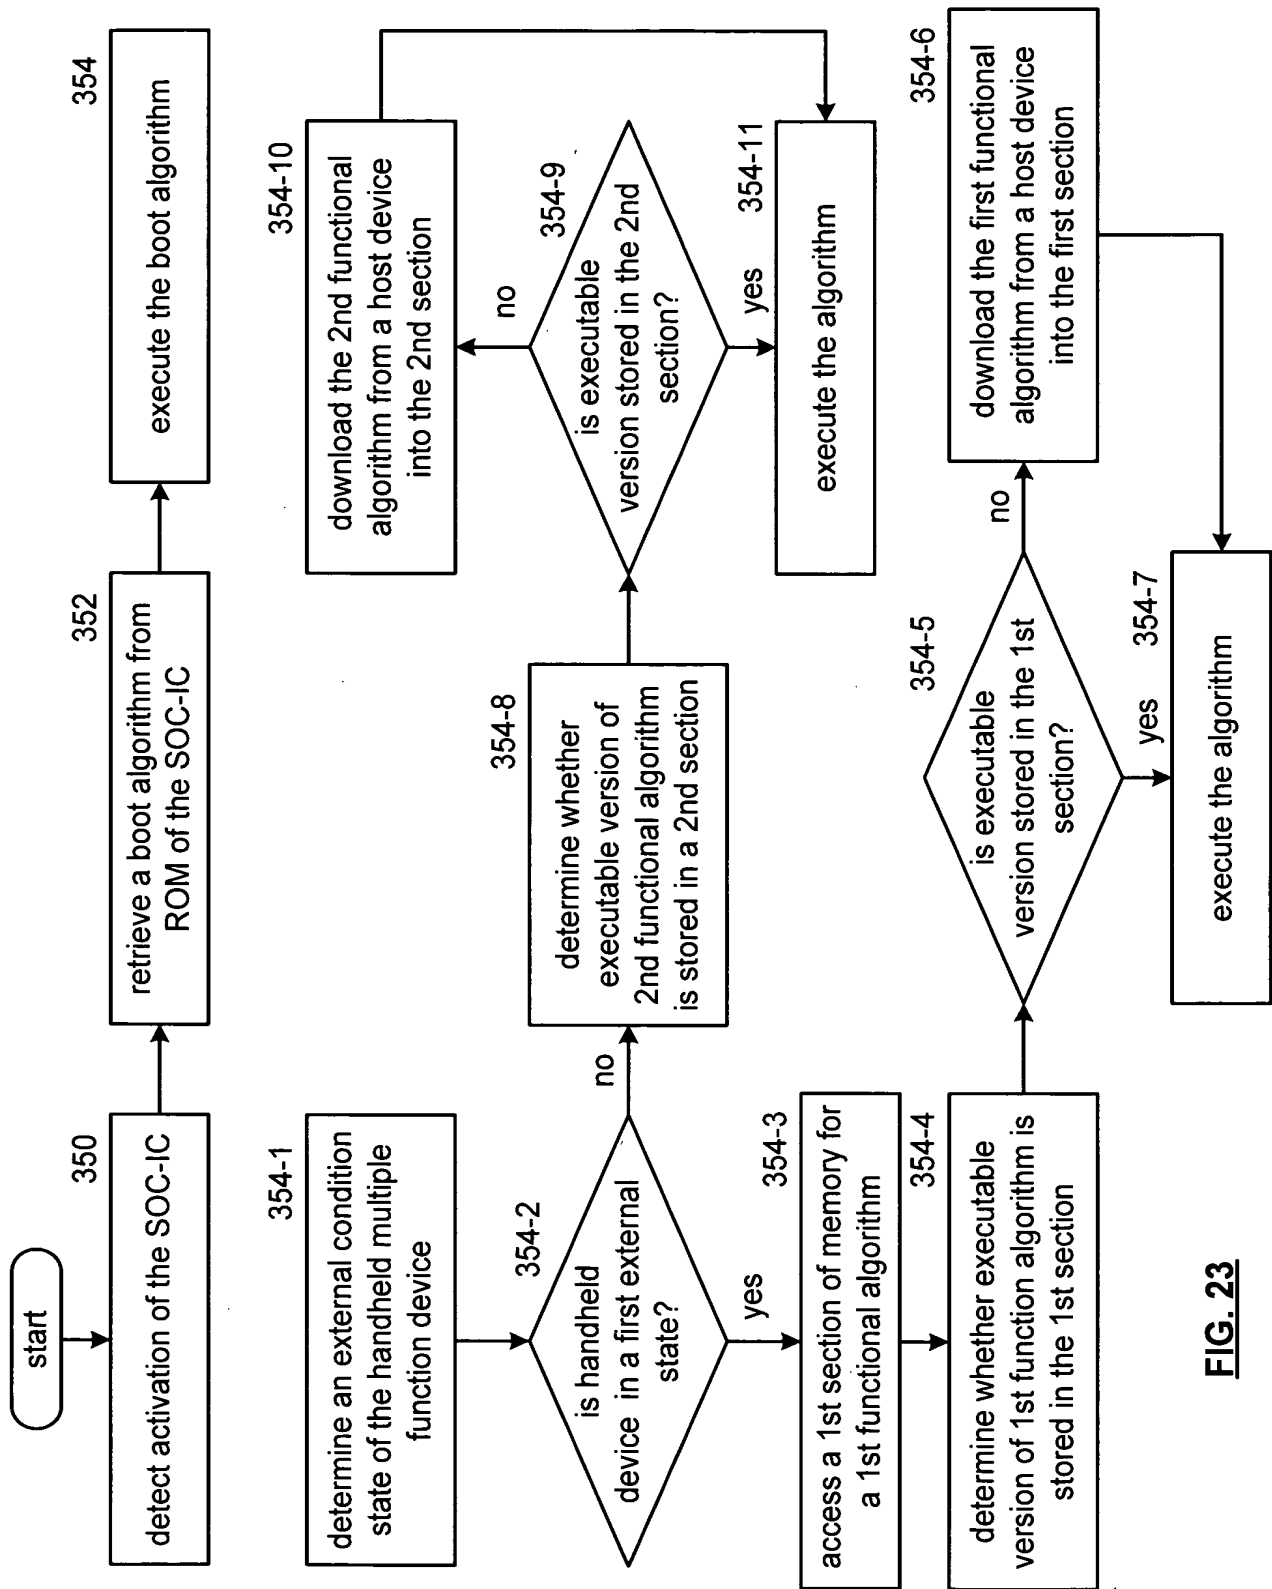 start
350
detect activation of the SOC-IC
352
retrieve a boot algorithm from
ROM of the SOC-IC
354
execute the boot algorithm
354-1
determine an external condition
state of the handheld multiple
function device
354-2
is handheld
device in a first external
state?
no
yes
354-3
access a 1st section of memory for
a 1st functional algorithm
354-4
determine whether executable
version of 1st function algorithm is
stored in the 1st section
354-5
is executable
version stored in the 1st
section?
no
yes
354-6
download the first functional
algorithm from a host device
into the first section
354-7
execute the algorithm
354-8
determine whether
executable version of
2nd functional algorithm
is stored in a 2nd section
354-9
is executable
version stored in the 2nd
section?
no
yes
354-10
download the 2nd functional
algorithm from a host device
into the 2nd section
354-11
execute the algorithm
FIG. 23